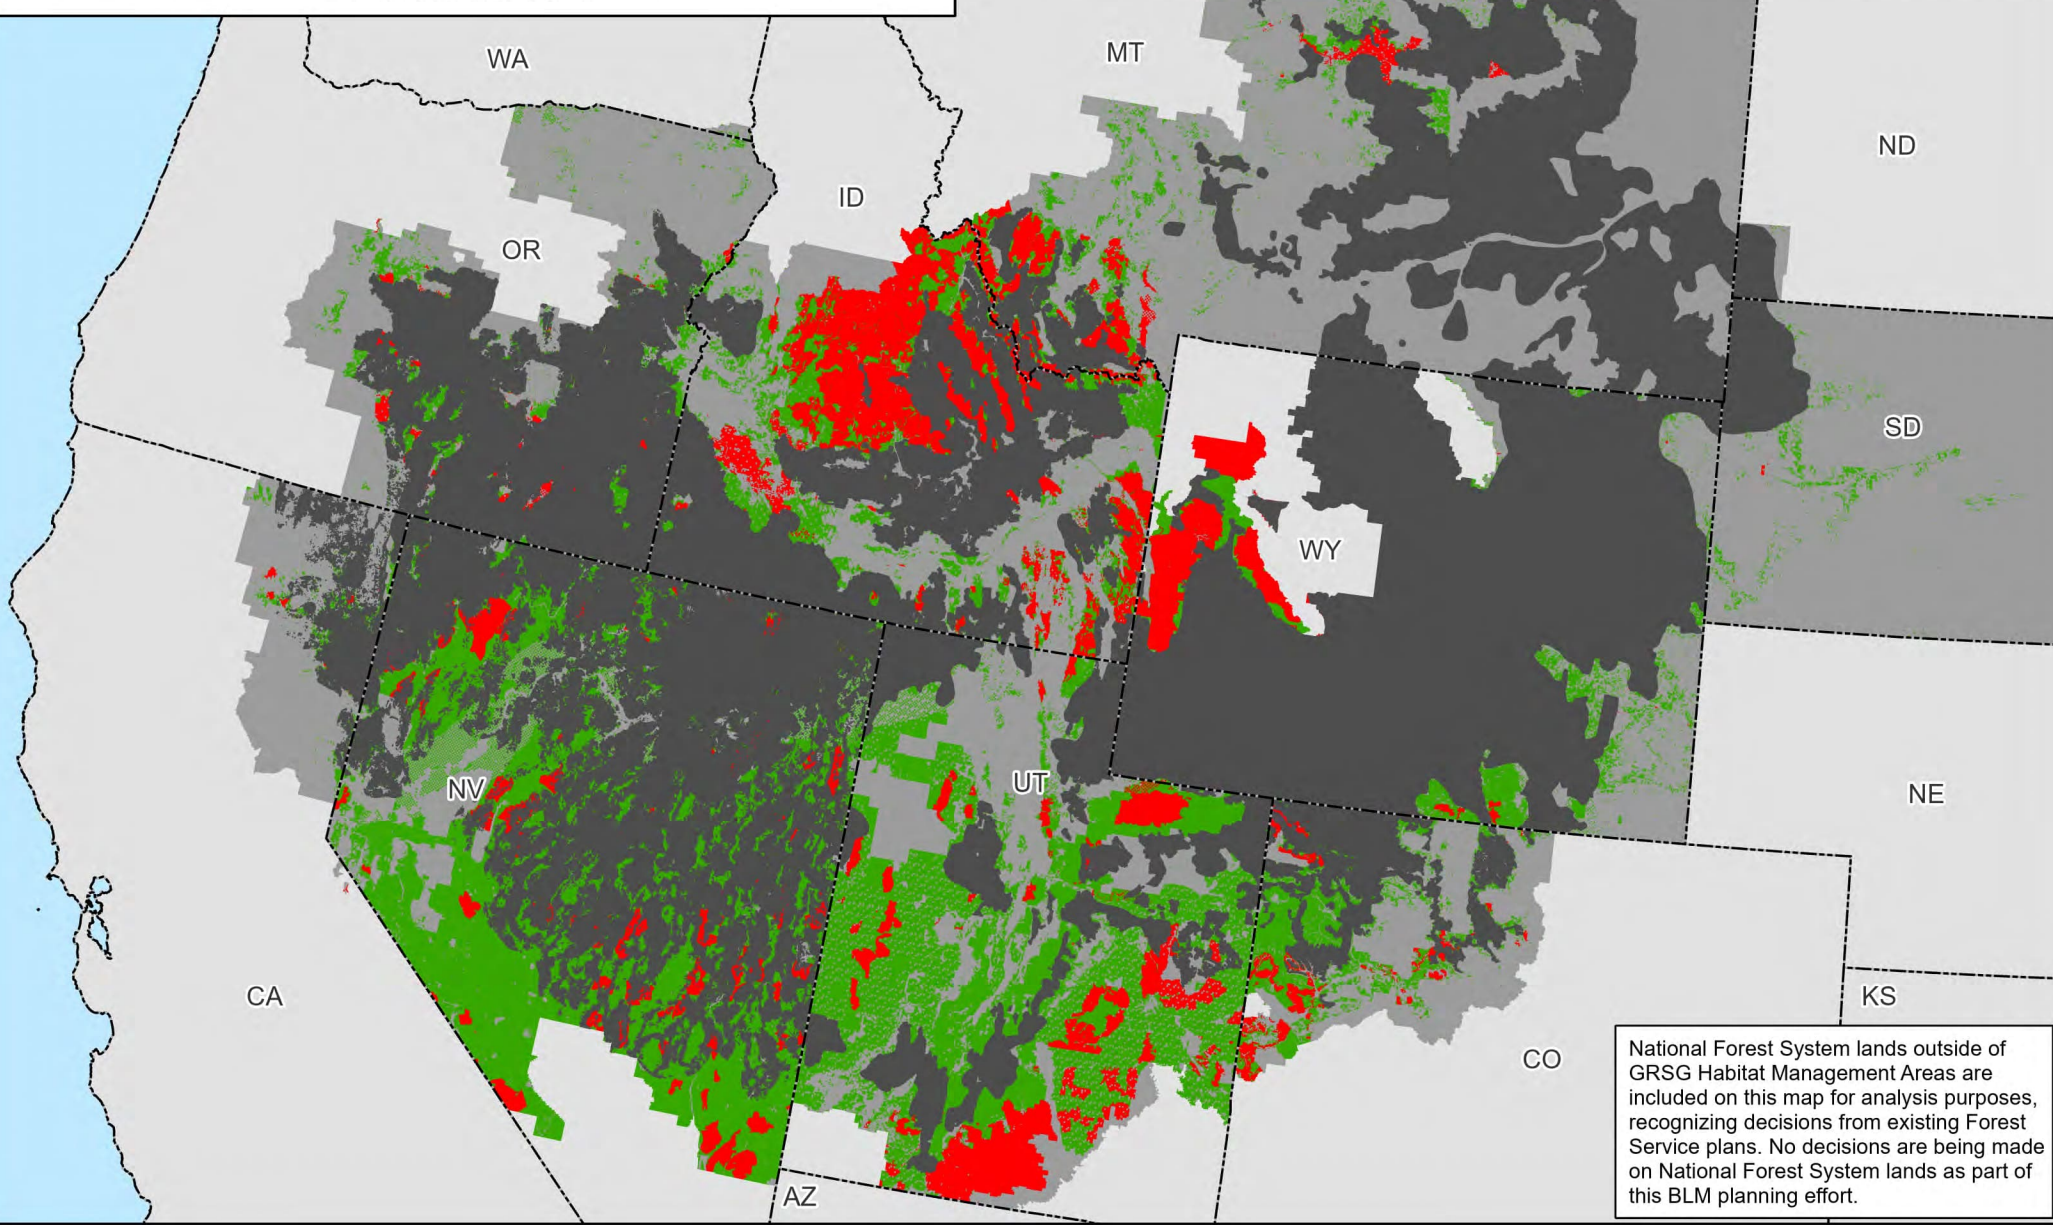 WA
MT
ND
ID
OR
SD
WY
NV
UT
NE
CA
KS
CO
AZ
National Forest System lands outside of
GRSG Habitat Management Areas are
included on this map for analysis purposes,
recognizing decisions from existing Forest
Service plans. No decisions are being made
on National Forest System lands as part of
this BLM planning effort.